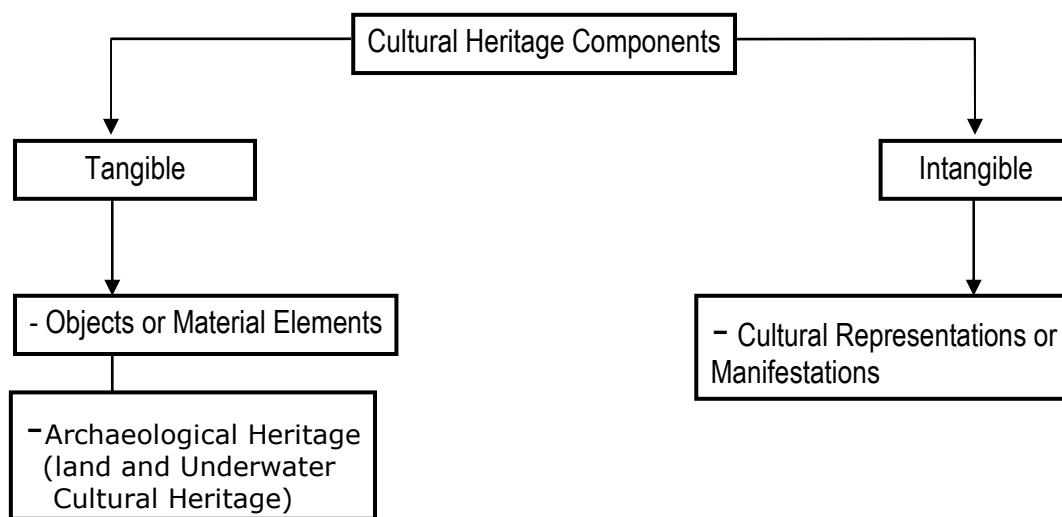 Cultural Heritage Components
Tangible
Intangible
- Objects or Material Elements
- Cultural Representations or
Manifestations
-Archaeological Heritage
(land and Underwater
Cultural Heritage)